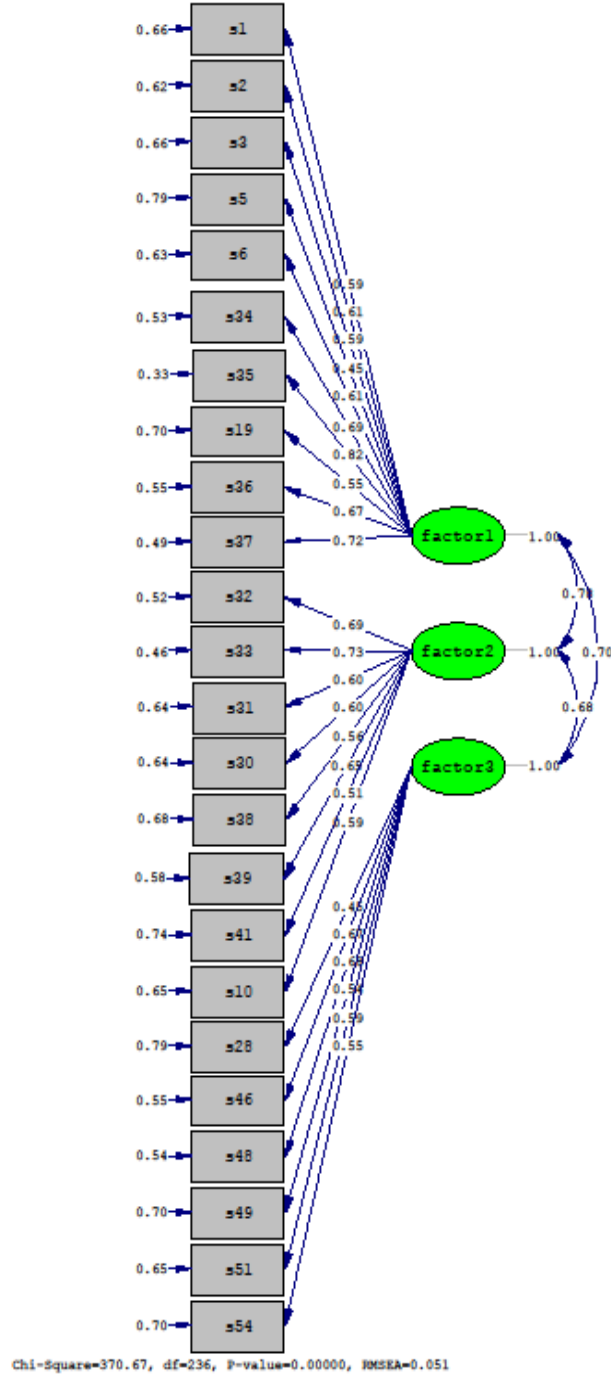 0.66 s1
0.62 s2
0.66 s3
0.79 s5
0.63 s6
0.59
0.53 s34
0.61
0.59
0.33 s35
0.45
0.61
0.70 s19
0.69
0.82
0.55 s36
0.55
0.67
0.49 s37
0.72
factor1 1.00
0.52 s32
0.69
0.46 s33
0.73
factor2 1.00
0.70
0.64 s31
0.60
0.68
0.64 s30
0.60
factor3 1.00
0.68 s38
0.56
0.65
0.58 s39
0.51
0.59
0.74 s41
0.65 s10
0.79 s28
0.59
0.55
0.55 s46
0.54 s48
0.70 s49
0.65 s51
0.70 s54
Chi-Square=370.67, df=236, P-value=0.00000, RMSEA=0.051